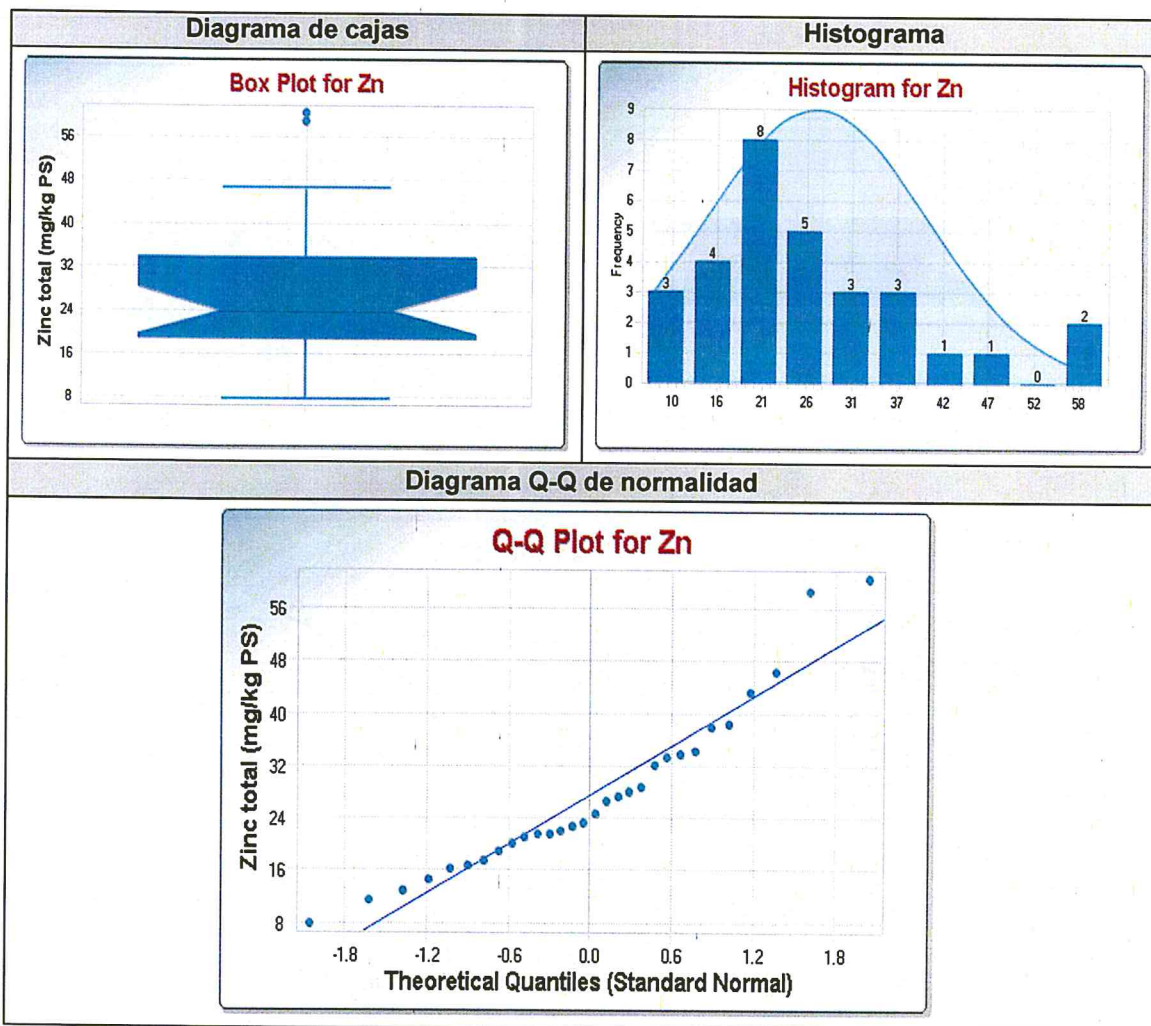 Diagrama de cajas
Histograma
Box Plot for Zn
Zinc total (mg/kg PS)
56
48
40
32
24
16
8
Histogram for Zn
Frequency
9
8
7
6
5
4
3
2
1
0
3
4
8
5
3
3
1
1
0
2
10 16 21 26 31 37 42 47 52 58
Diagrama Q-Q de normalidad
Q-Q Plot for Zn
Zinc total (mg/kg PS)
56
48
40
32
24
16
8
-1.8 -1.2 -0.6 0.0 0.6 1.2 1.8
Theoretical Quantiles (Standard Normal)